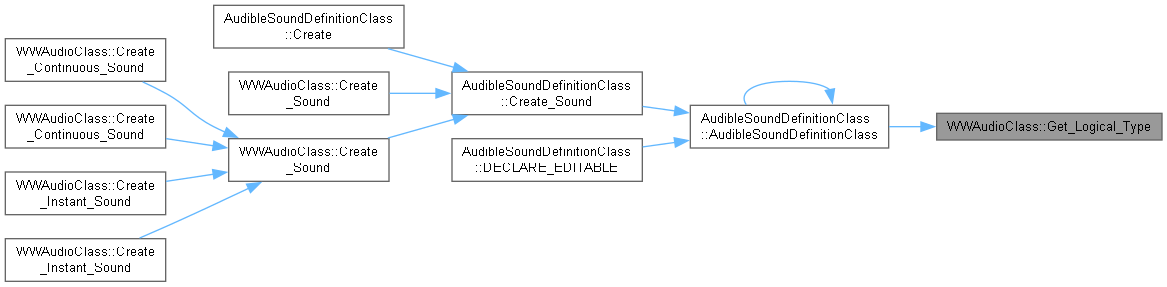 WWAudioClass::Create
_Continuous_Sound
WWAudioClass::Create
_Continuous_Sound
WWAudioClass::Create
_Instant_Sound
WWAudioClass::Create
_Instant_Sound
AudibleSoundDefinitionClass
::Create
WWAudioClass::Create
_Sound
WWAudioClass::Create
_Sound
AudibleSoundDefinitionClass
::Create_Sound
AudibleSoundDefinitionClass
::DECLARE_EDITABLE
AudibleSoundDefinitionClass
::AudibleSoundDefinitionClass
WWAudioClass::Get_Logical_Type